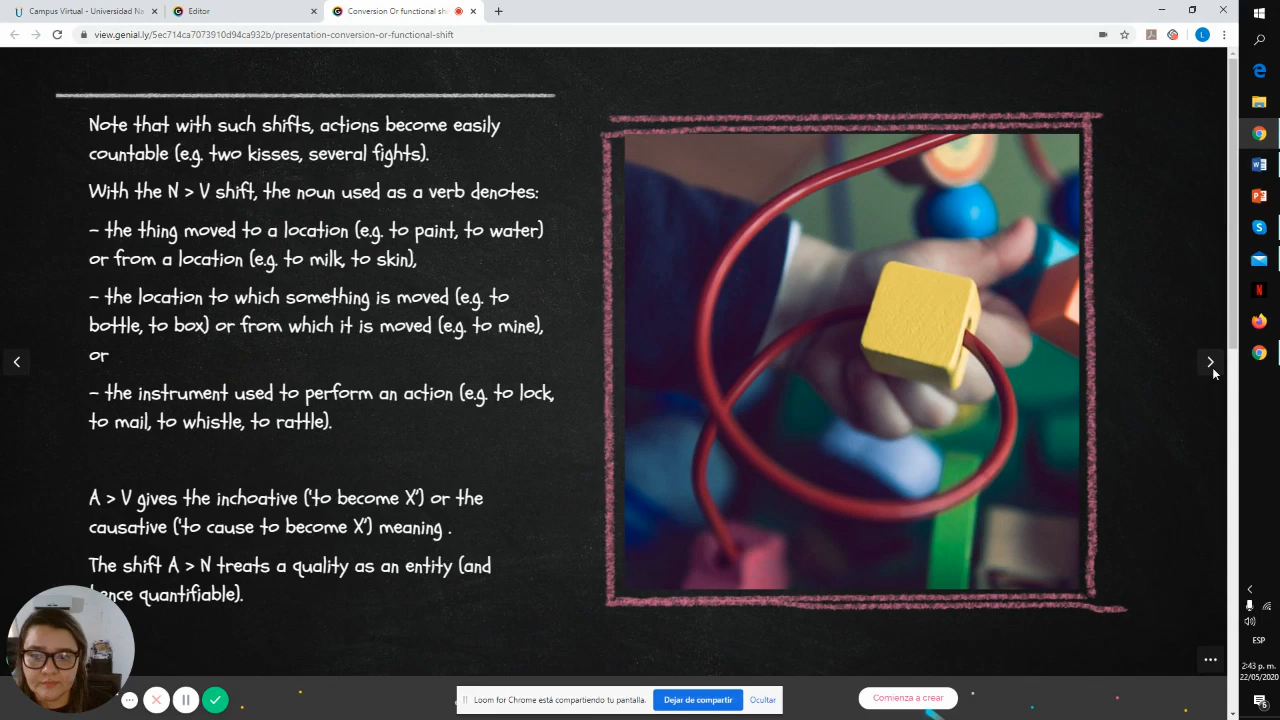 Campus Virtual - Universidad Na
Editor
Conversion Or functional sh
view.genial.ly/5ec714ca7073910d94ca932b/presentation-conversion-or-functional-shift
Note that with such shifts, actions become easily
countable (e.g. two kisses, several fights).
With the N > V shift, the noun used as a verb denotes:
– the thing moved to a location (e.g. to paint, to water)
or from a location (e.g. to milk, to skin),
– the location to which something is moved (e.g. to
bottle, to box) or from which it is moved (e.g. to mine),
or
– the instrument used to perform an action (e.g. to lock,
to mail, to whistle, to rattle).
A > V gives the inchoative (‘to become X’) or the
causative (‘to cause to become X’) meaning .
The shift A > N treats a quality as an entity (and
hence quantifiable).
Loom for Chrome está compartiendo tu pantalla.
Dejar de compartir
Ocultar
Comienza a crear
ESP
2:43 p. m.
22/05/2020